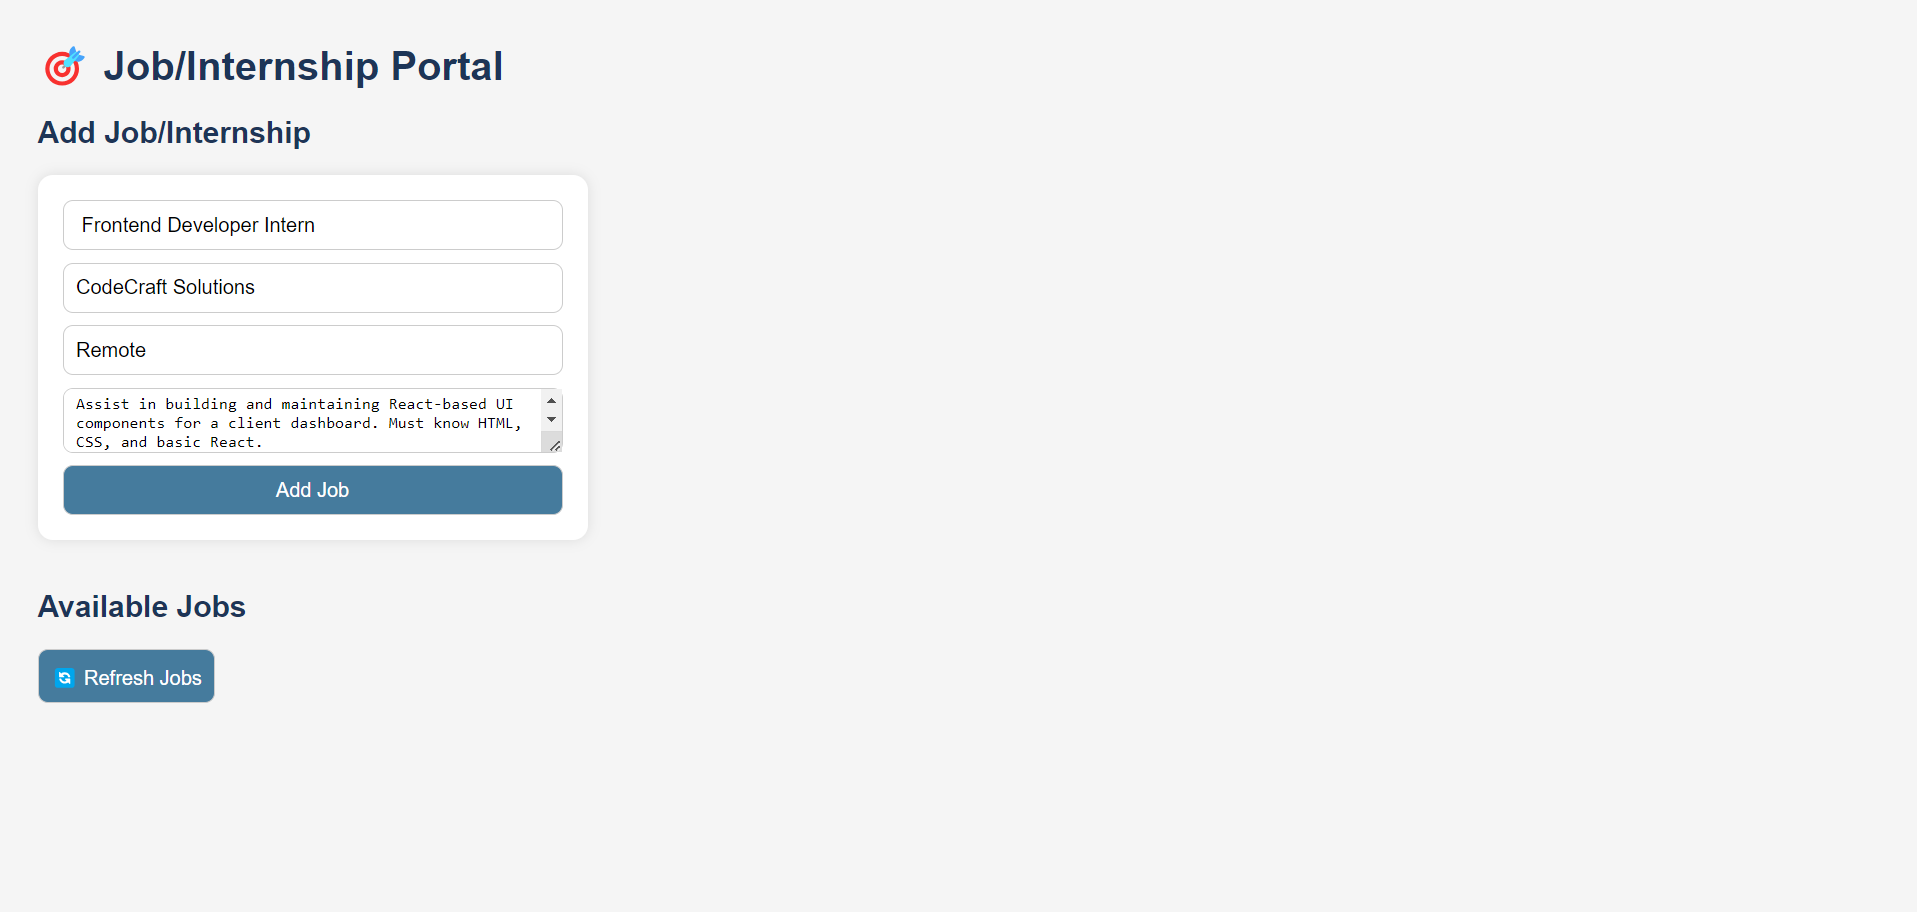 🎯 Job/Internship Portal
Add Job/Internship
Frontend Developer Intern
CodeCraft Solutions
Remote
Assist in building and maintaining React-based UI
components for a client dashboard. Must know HTML,
CSS, and basic React.
Add Job
Available Jobs
🔄 Refresh Jobs